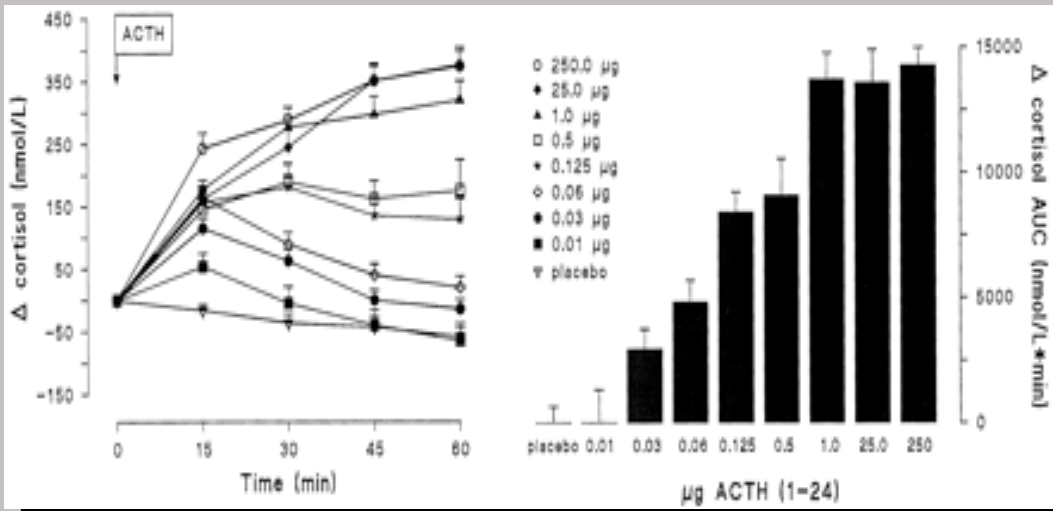 ACTH
450
350
250
150
50
-50
-150
Δ cortisol (nmol/L)
0
15
30
45
60
Time (min)
250.0 µg
25.0 µg
1.0 µg
0.5 µg
0.125 µg
0.06 µg
0.03 µg
0.01 µg
placebo
15000
10000
5000
0
Δ cortisol AUC (nmol/L*min)
placebo 0.01 0.03 0.06 0.125 0.5 1.0 25.0 250
µg ACTH (1-24)